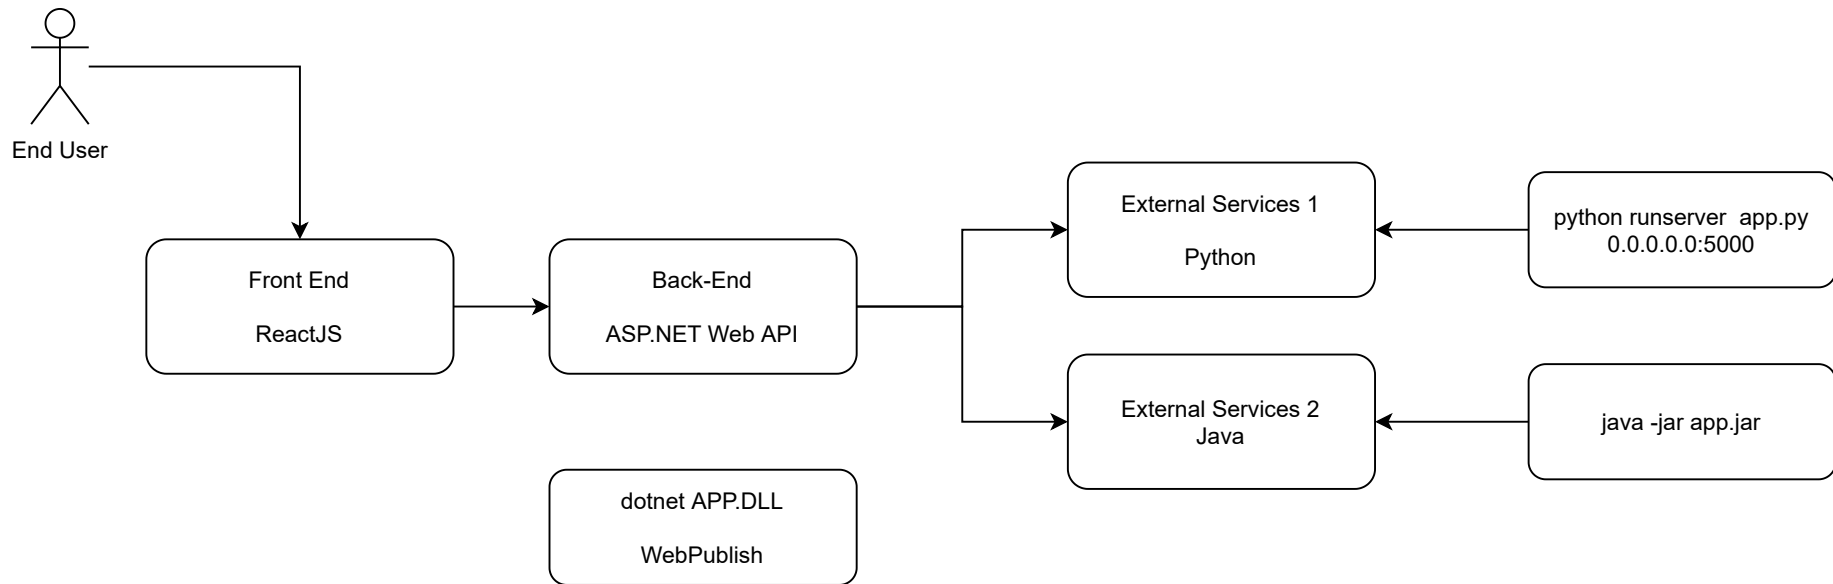 End User
Front End
ReactJS
Back-End
ASP.NET Web API
External Services 1
Python
python runserver  app.py
0.0.0.0.0:5000
External Services 2
Java
java -jar app.jar
dotnet APP.DLL
WebPublish